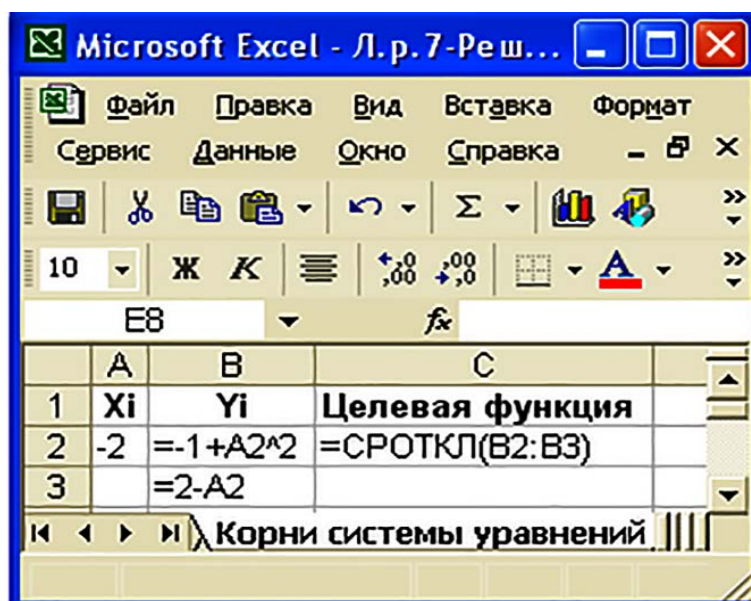 Microsoft Excel - Л.р.7-Реш...
Файл Правка Вид Вставка Формат
Сервис Данные Окно Справка
10 Ж К ,0 ,00 ,00 ,0 А
E8 fx
A B C
1 Xi Yi Целевая функция
2 -2 =-1+A2^2 =СРОТКЛ(B2:B3)
3 =2-A2
Корни системы уравнений